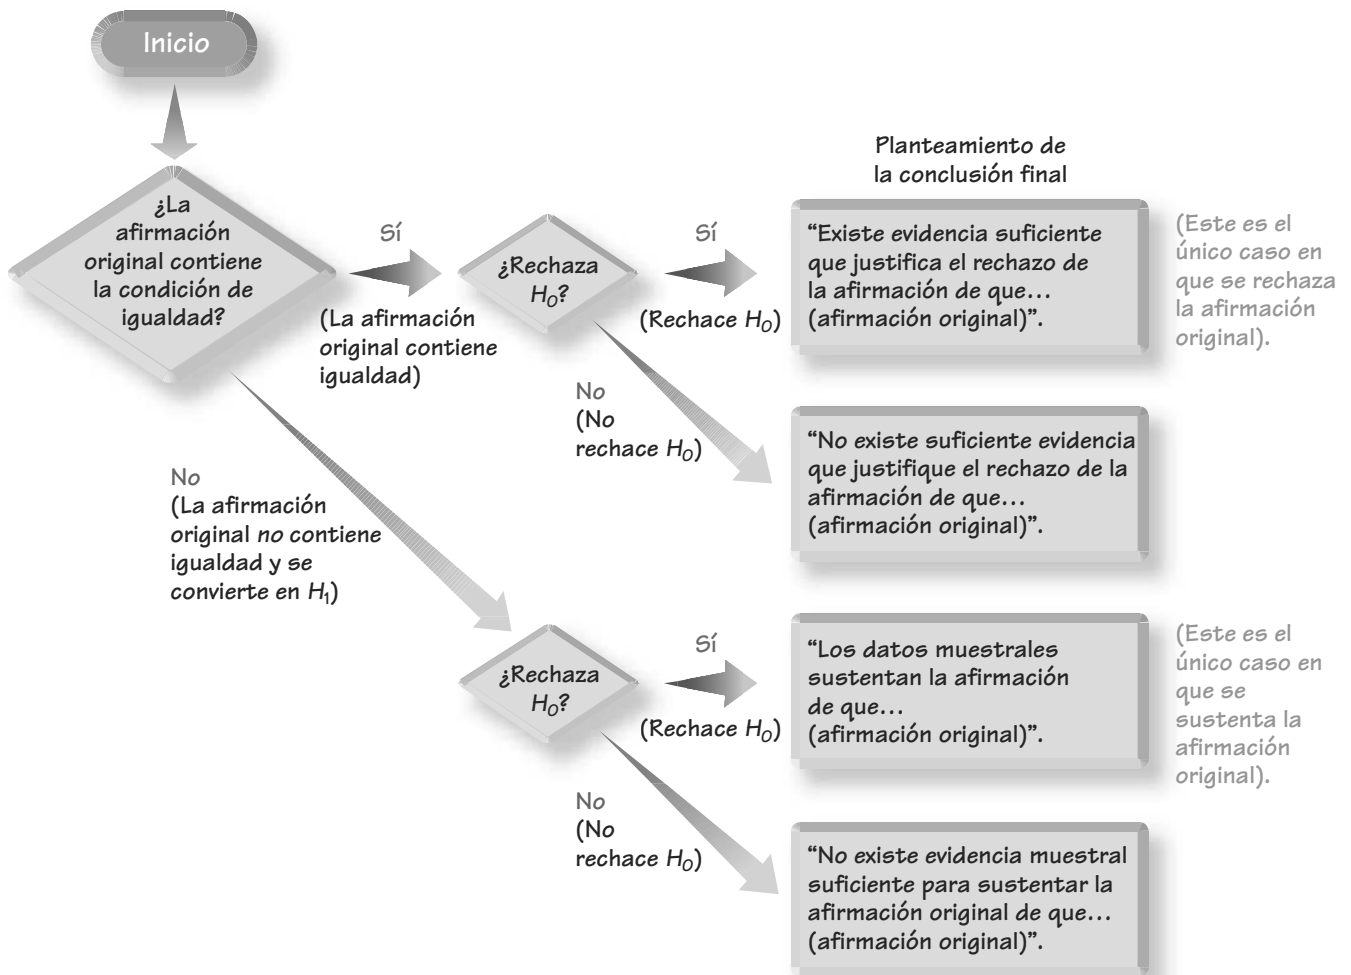 Inicio
¿La
afirmación
original contiene
la condición de
igualdad?
Sí
(La afirmación
original contiene
igualdad)
¿Rechaza
H0?
Sí
(Rechace H0)
Planteamiento de
la conclusión final
“Existe evidencia suficiente
que justifica el rechazo de
la afirmación de que…
(afirmación original)”.
(Este es el
único caso en
que se rechaza
la afirmación
original).
No
(No
rechace H0)
“No existe suficiente evidencia
que justifique el rechazo de la
afirmación de que…
(afirmación original)”.
No
(La afirmación
original no contiene
igualdad y se
convierte en H1)
¿Rechaza
H0?
Sí
(Rechace H0)
“Los datos muestrales
sustentan la afirmación
de que…
(afirmación original)”.
(Este es el
único caso en
que se
sustenta la
afirmación
original).
No
(No
rechace H0)
“No existe evidencia muestral
suficiente para sustentar la
afirmación original de que…
(afirmación original)”.